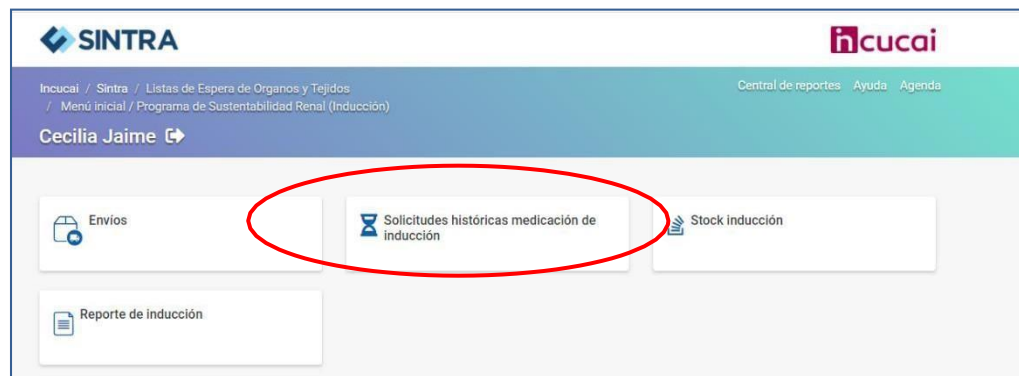 SINTRA
incucai
Incucai / Sintra / Listas de Espera de Organos y Tejidos
/ Menú inicial / Programa de Sustentabilidad Renal (Inducción)
Central de reportes Ayuda Agenda
Cecilia Jaime
Envíos
Solicitudes históricas medicación de
inducción
Stock inducción
Reporte de inducción